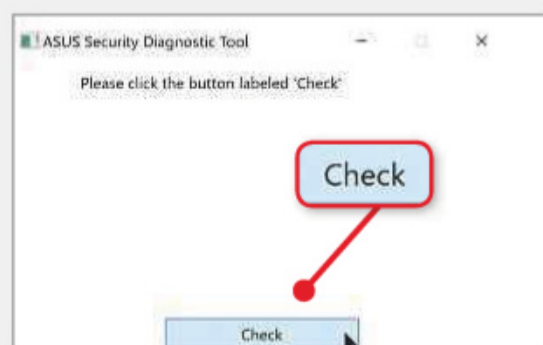 ASUS Security Diagnostic Tool
Please click the button labeled 'Check'
Check
Check